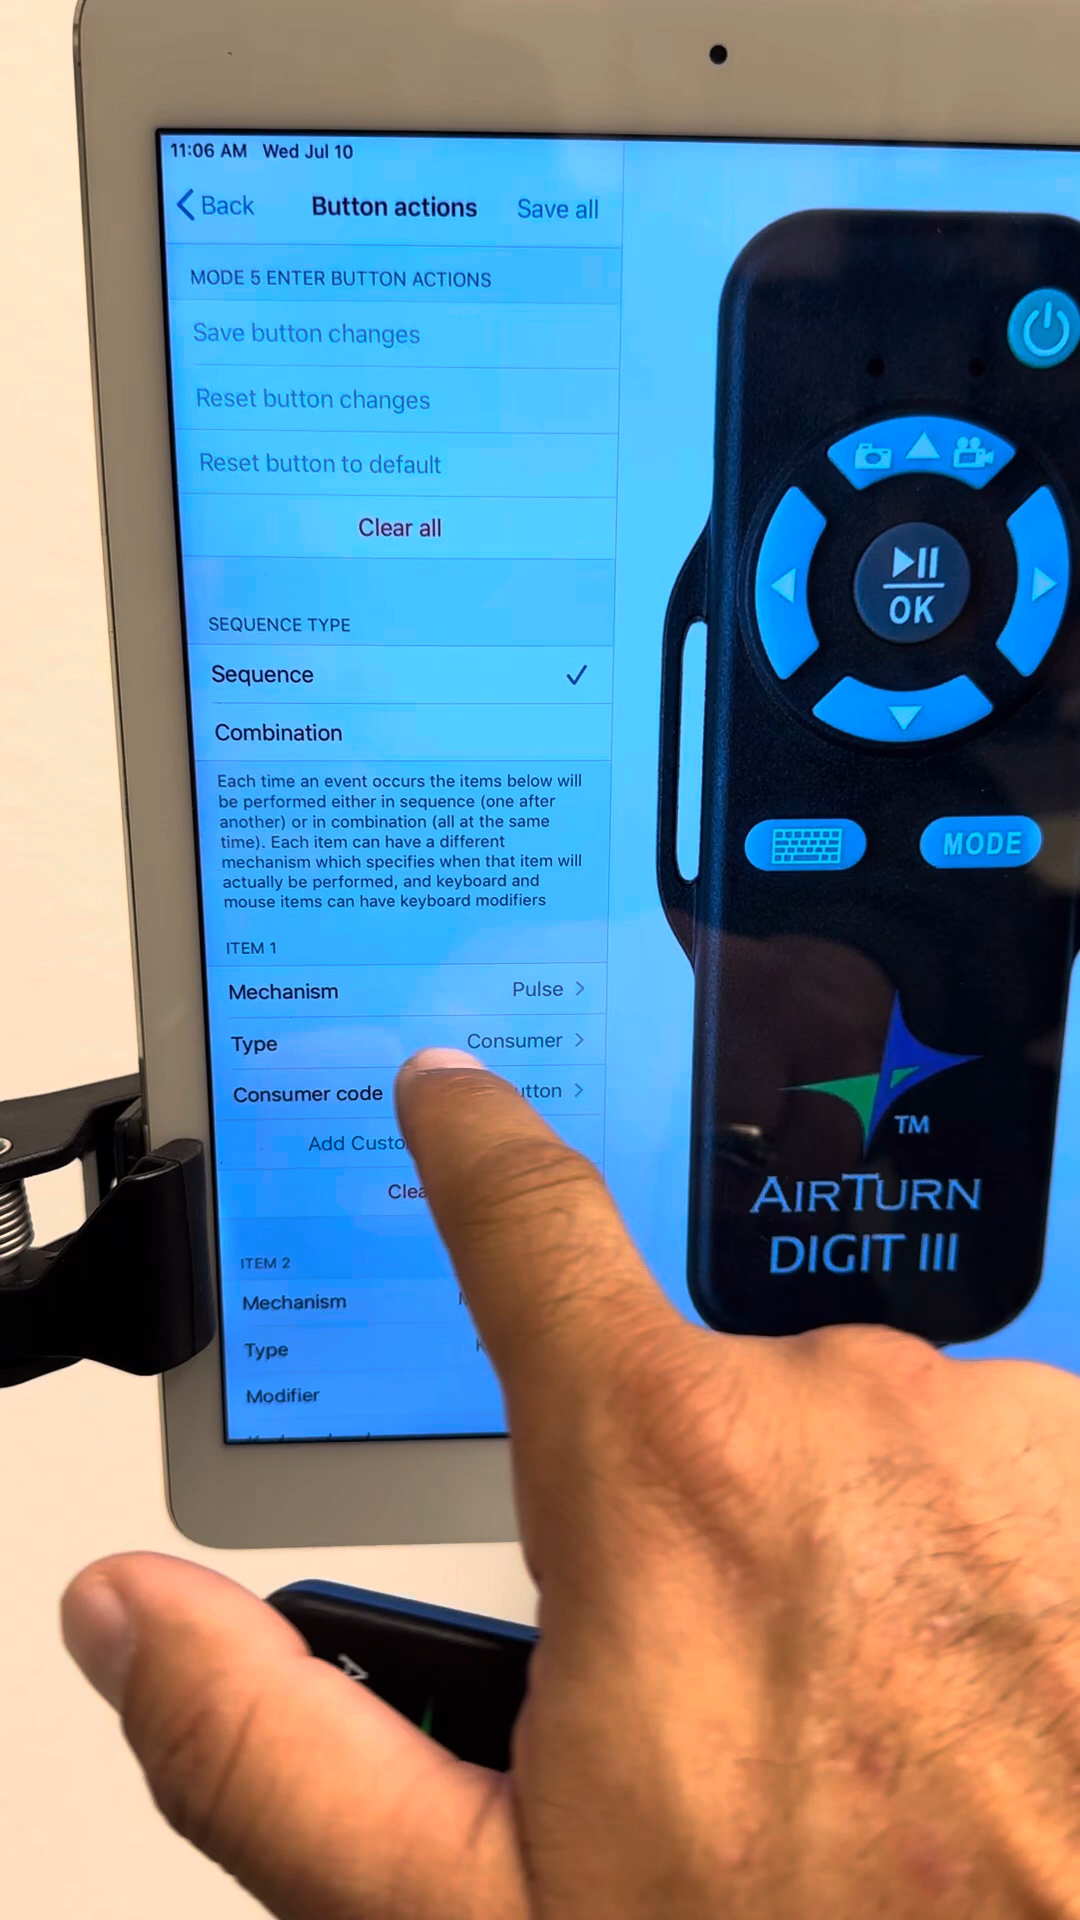 11:06 AM Wed Jul 10
Back Button actions Save all
MODE 5 ENTER BUTTON ACTIONS
Save button changes
Reset button changes
Reset button to default
Clear all
SEQUENCE TYPE
Sequence
Combination
Each time an event occurs the items below will
be performed either in sequence (one after
another) or in combination (all at the same
time). Each item can have a different
mechanism which specifies when that item will
actually be performed, and keyboard and
mouse items can have keyboard modifiers
ITEM 1
Mechanism Pulse
Type Consumer
Consumer code
Add
ITEM 2
Mechanism
Type
Modifier
OK
MODE
TM
AIRTURN
DIGIT III